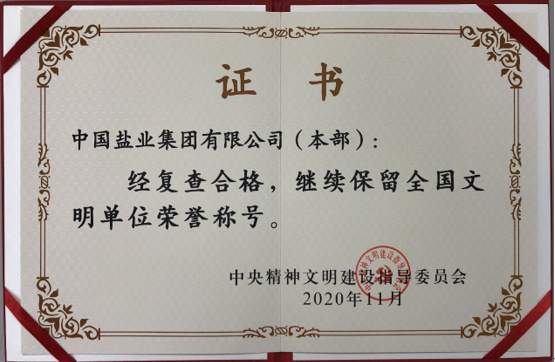 证 书
中国盐业集团有限公司（本部）：
经复查合格，继续保留全国文
明单位荣誉称号。
中央精神文明建设指导委员会
2020年11月